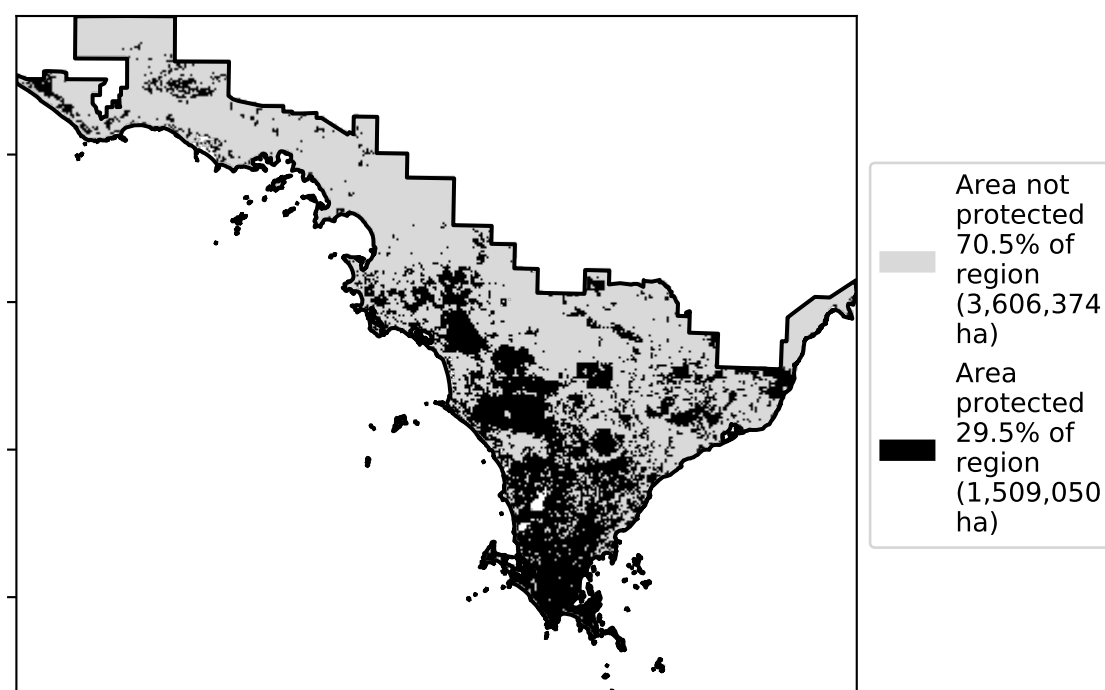 Area not
protected
70.5% of
region
(3,606,374
ha)
Area
protected
29.5% of
region
(1,509,050
ha)